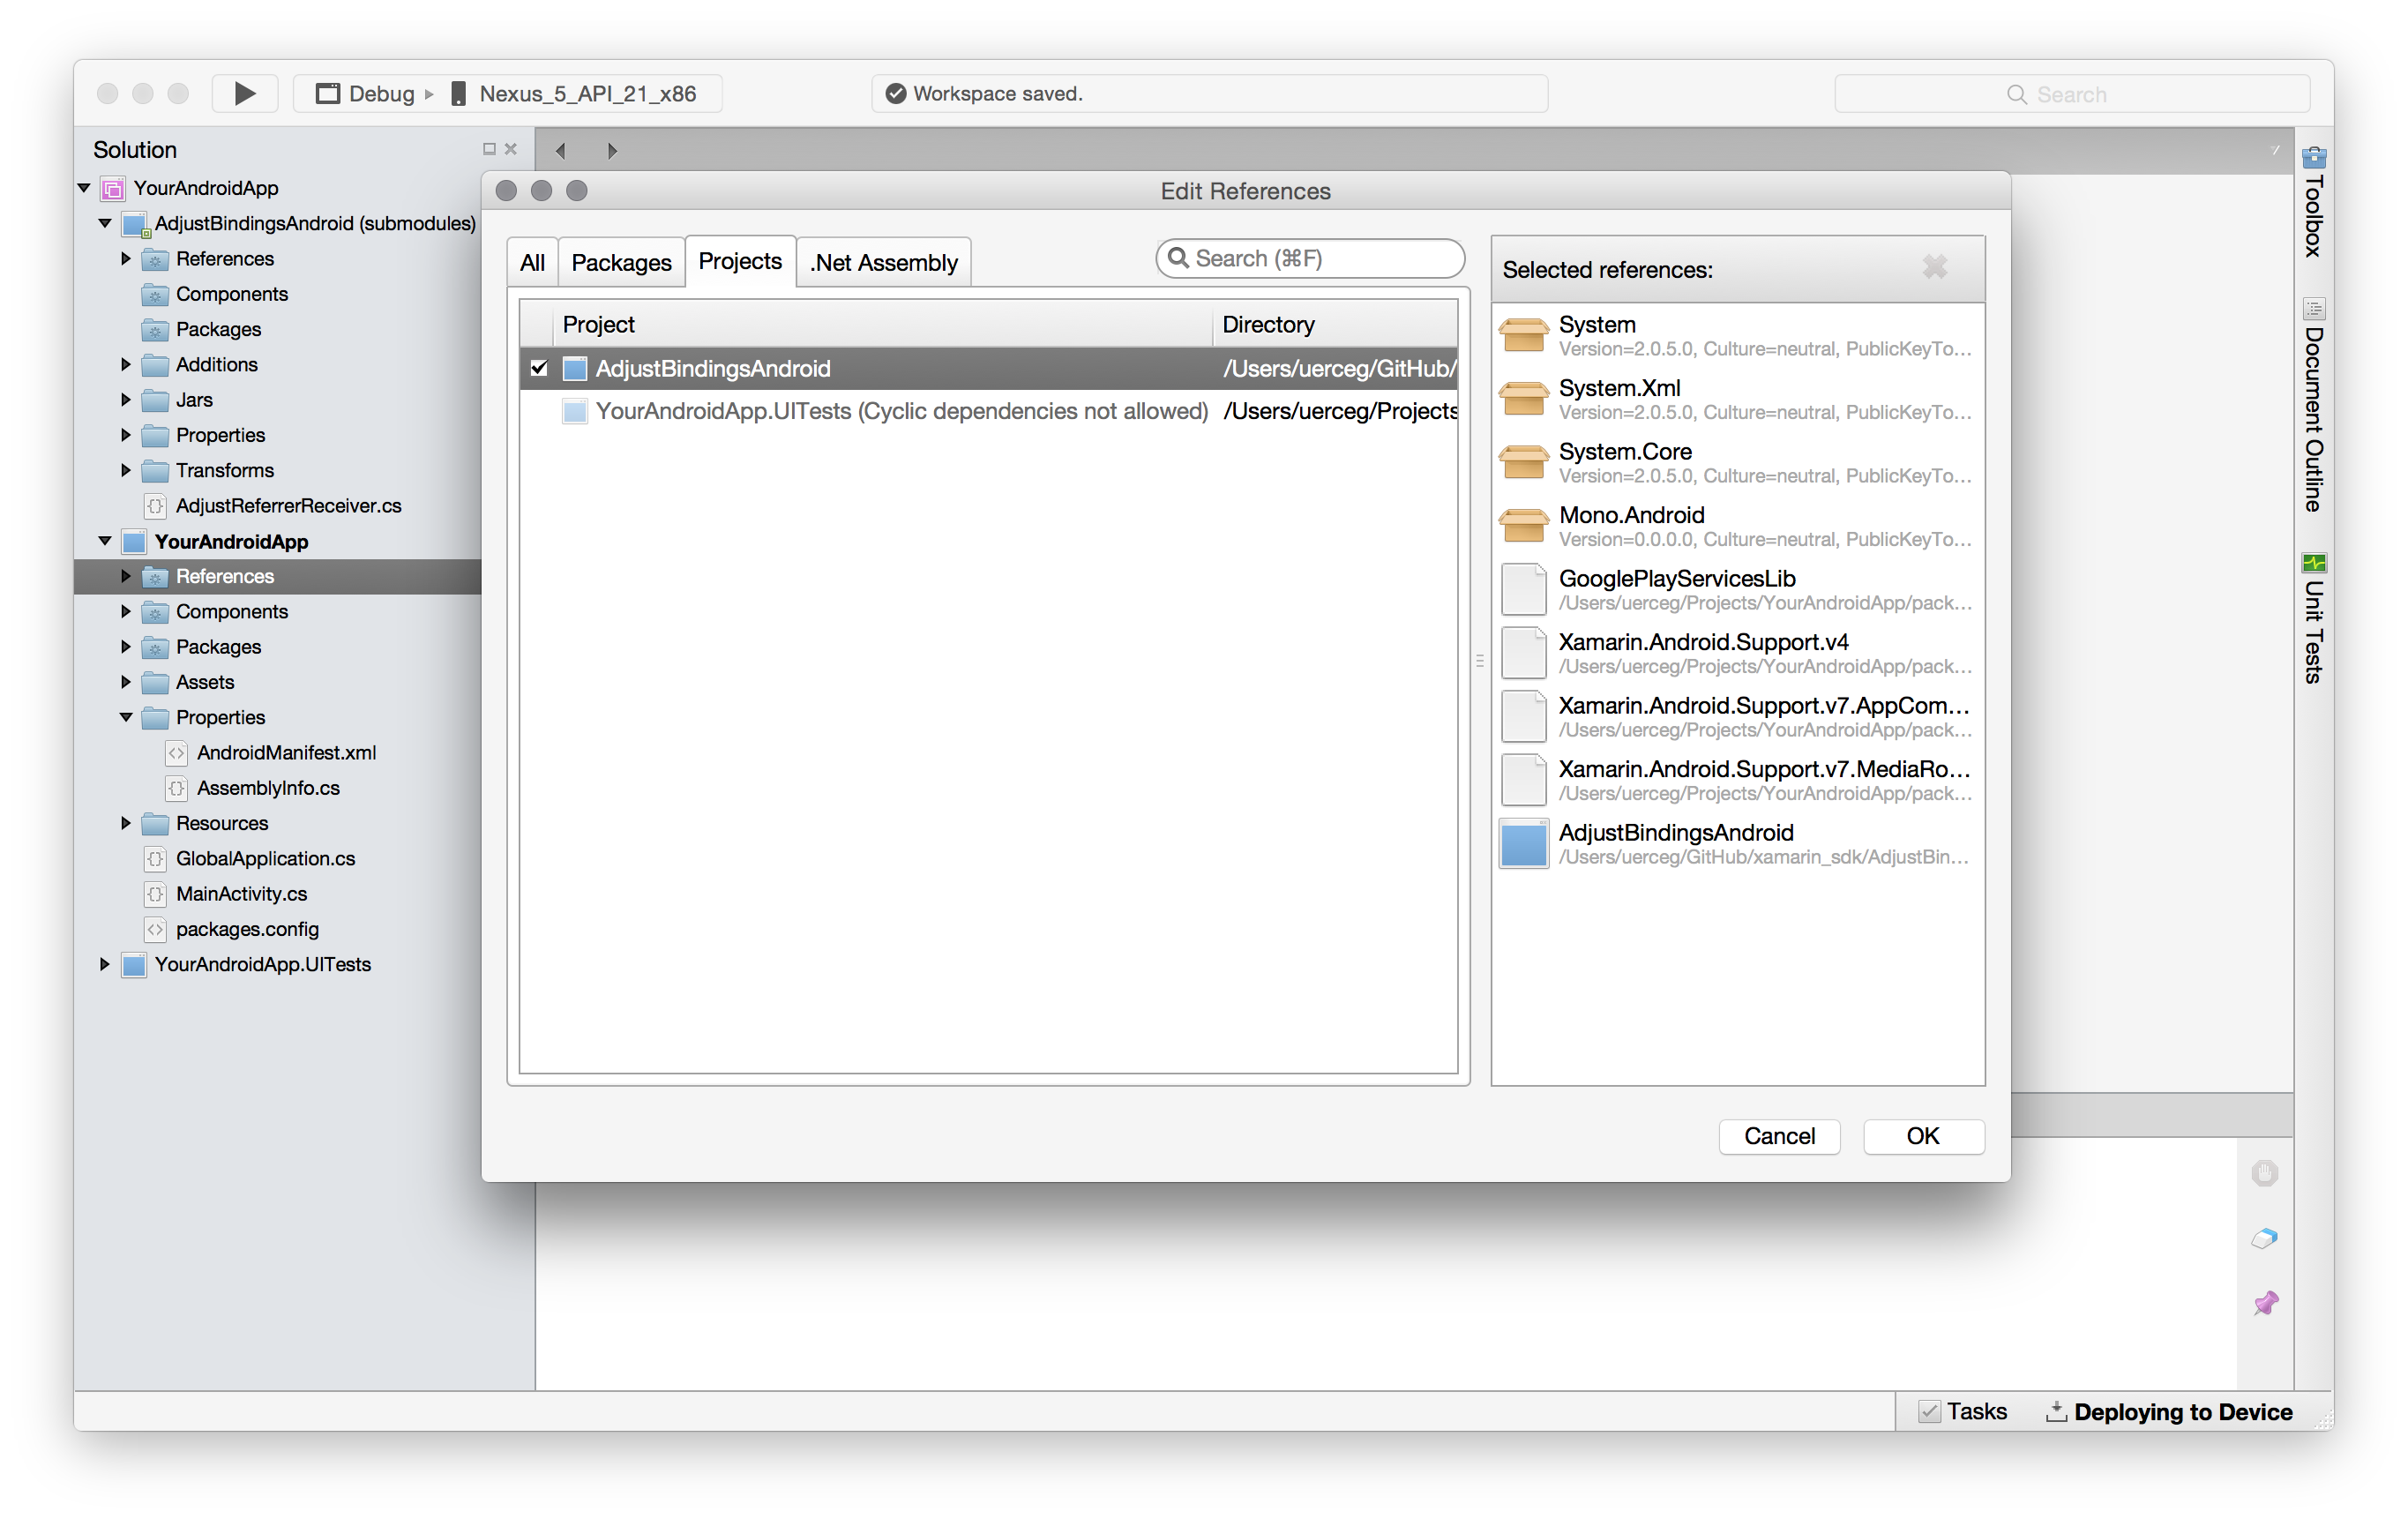 Debug
Nexus_5_API_21_x86
Workspace saved.
Search
Solution
YourAndroidApp
AdjustBindingsAndroid (submodules)
References
Components
Packages
Additions
Jars
Properties
Transforms
AdjustReferrerReceiver.cs
YourAndroidApp
References
Components
Packages
Assets
Properties
AndroidManifest.xml
AssemblyInfo.cs
Resources
GlobalApplication.cs
MainActivity.cs
packages.config
YourAndroidApp.UITests
Edit References
All
Packages
Projects
.Net Assembly
Search (⌘F)
Project
Directory
AdjustBindingsAndroid
/Users/uerceg/GitHub/
YourAndroidApp.UITests (Cyclic dependencies not allowed)
/Users/uerceg/Projects
Selected references:
System
Version=2.0.5.0, Culture=neutral, PublicKeyTo...
System.Xml
Version=2.0.5.0, Culture=neutral, PublicKeyTo...
System.Core
Version=2.0.5.0, Culture=neutral, PublicKeyTo...
Mono.Android
Version=0.0.0.0, Culture=neutral, PublicKeyTo...
GooglePlayServicesLib
/Users/uerceg/Projects/YourAndroidApp/pack...
Xamarin.Android.Support.v4
/Users/uerceg/Projects/YourAndroidApp/pack...
Xamarin.Android.Support.v7.AppCom...
/Users/uerceg/Projects/YourAndroidApp/pack...
Xamarin.Android.Support.v7.MediaRo...
/Users/uerceg/Projects/YourAndroidApp/pack...
AdjustBindingsAndroid
/Users/uerceg/GitHub/xamarin_sdk/AdjustBin...
Cancel
OK
Toolbox
Document Outline
Unit Tests
Tasks
Deploying to Device